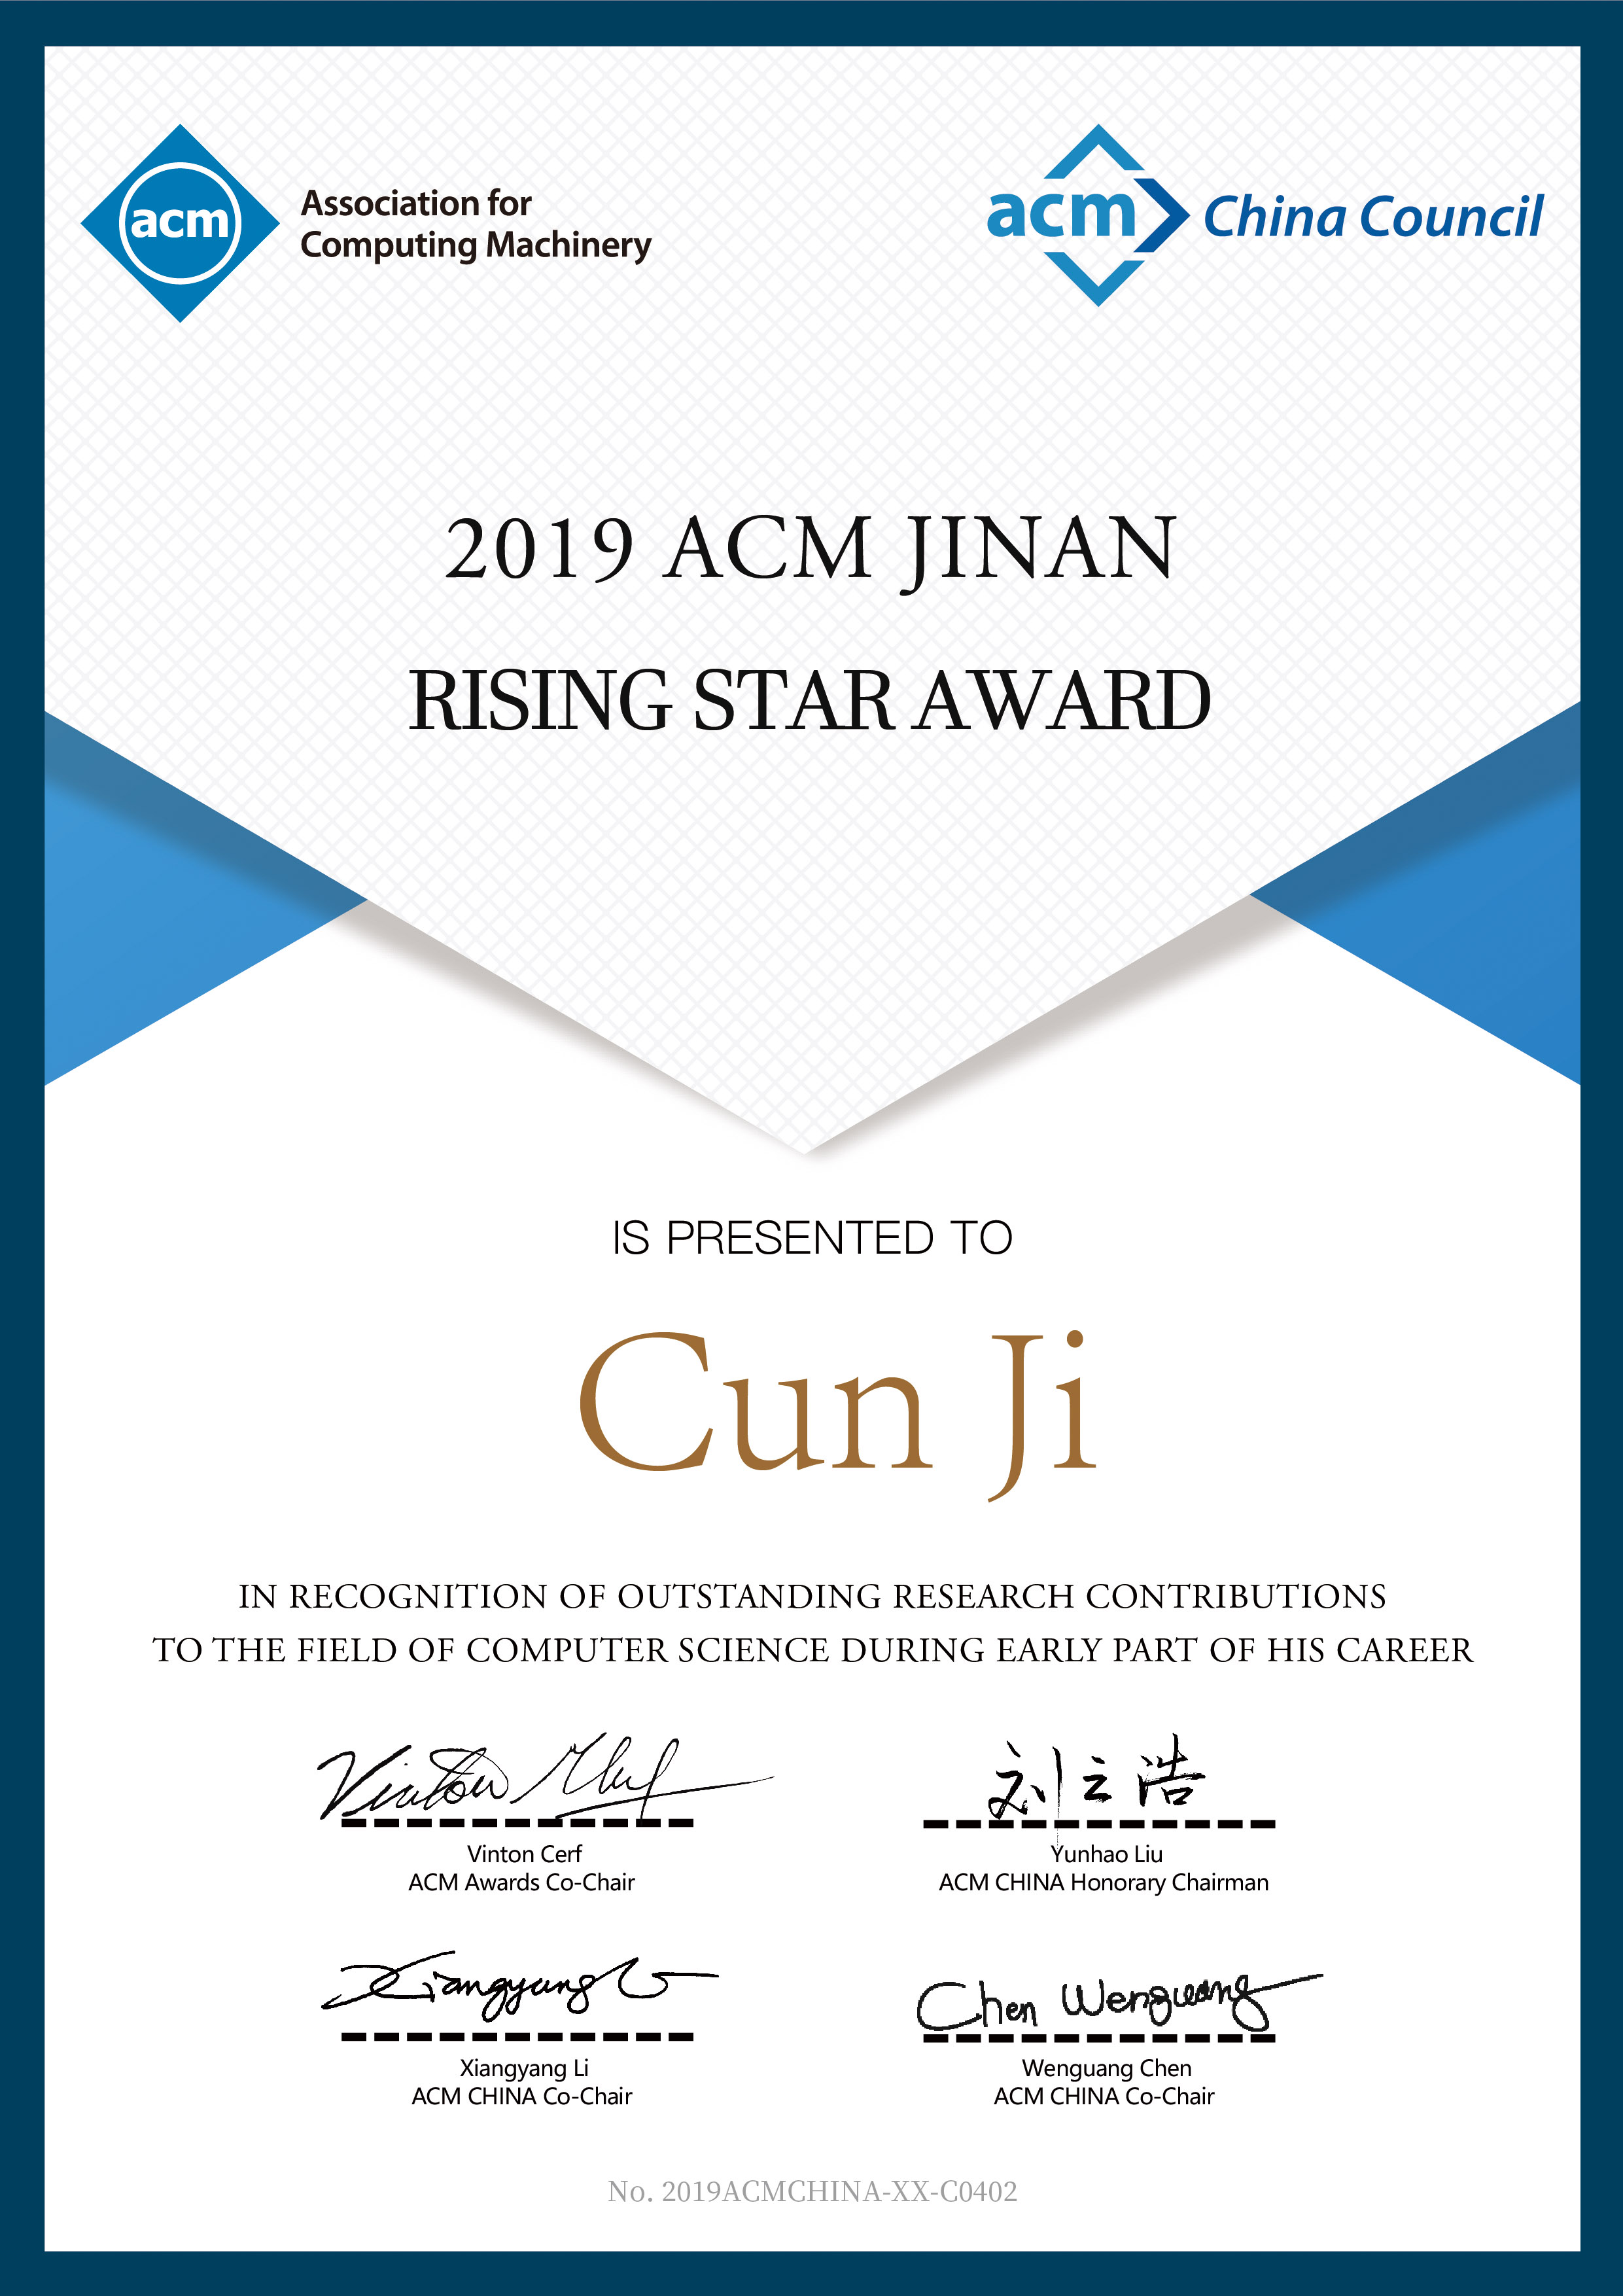 acm
Association for
Computing Machinery
acm China Council
2019 ACM JINAN
RISING STAR AWARD
IS PRESENTED TO
Cun Ji
IN RECOGNITION OF OUTSTANDING RESEARCH CONTRIBUTIONS
TO THE FIELD OF COMPUTER SCIENCE DURING EARLY PART OF HIS CAREER
Vinton Cerf
刘云浩
Vinton Cerf
ACM Awards Co-Chair
Yunhao Liu
ACM CHINA Honorary Chairman
Xiangyang Li
Chen Wenguang
Xiangyang Li
ACM CHINA Co-Chair
Wenguang Chen
ACM CHINA Co-Chair
No. 2019ACMCHINA-XX-C0402